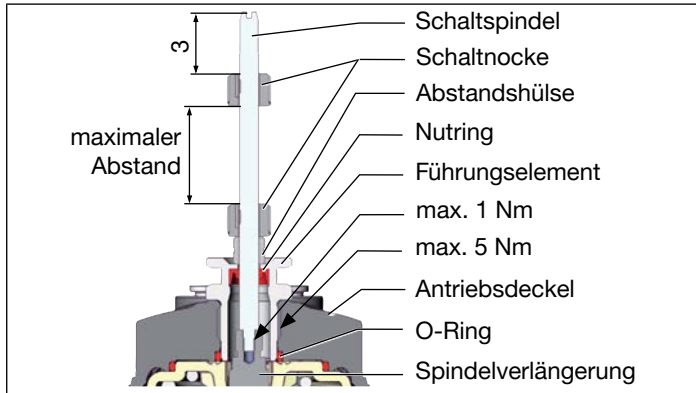 3
maximaler
Abstand
Schaltspindel
Schaltnocke
Abstandshülse
Nutring
Führungselement
max. 1 Nm
max. 5 Nm
Antriebsdeckel
O-Ring
Spindelverlängerung